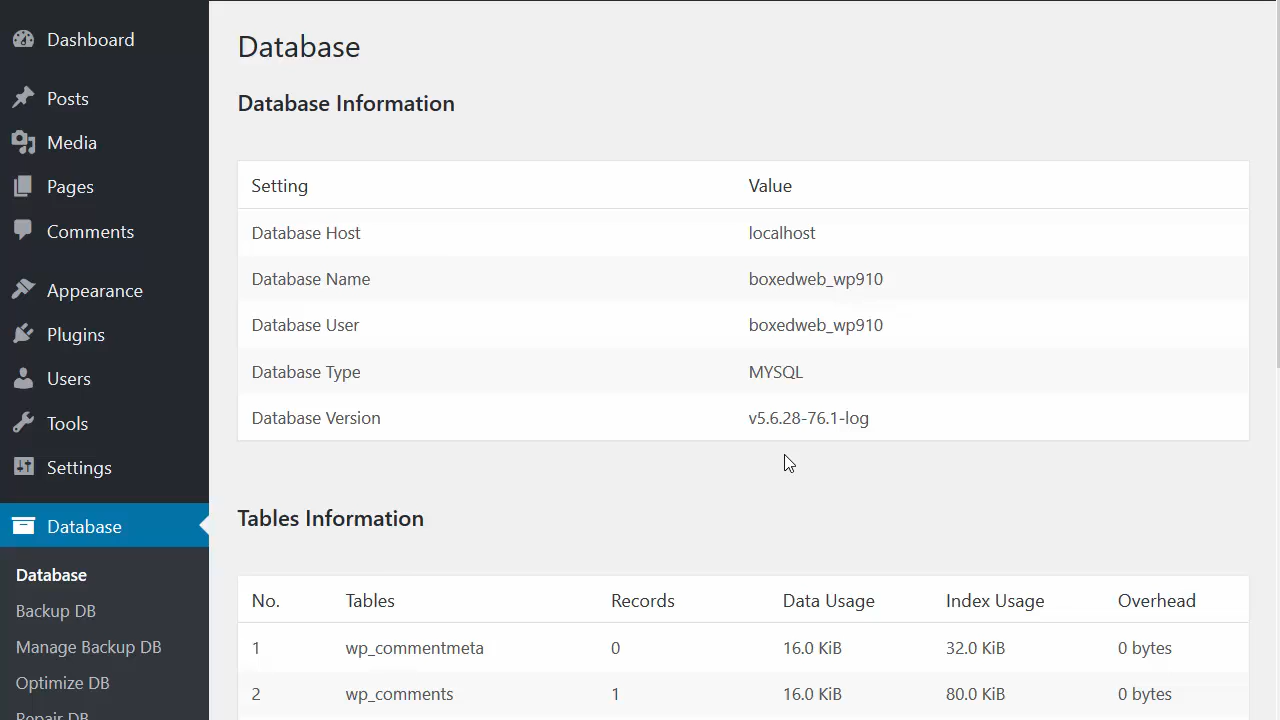 Dashboard
Posts
Media
Pages
Comments
Appearance
Plugins
Users
Tools
Settings
Database
Database
Backup DB
Manage Backup DB
Optimize DB
Repair DB
Database
Database Information
Setting Value
Database Host localhost
Database Name boxedweb_wp910
Database User boxedweb_wp910
Database Type MYSQL
Database Version v5.6.28-76.1-log
Tables Information
No. Tables Records Data Usage Index Usage Overhead
1 wp_commentmeta 0 16.0 KiB 32.0 KiB 0 bytes
2 wp_comments 1 16.0 KiB 80.0 KiB 0 bytes